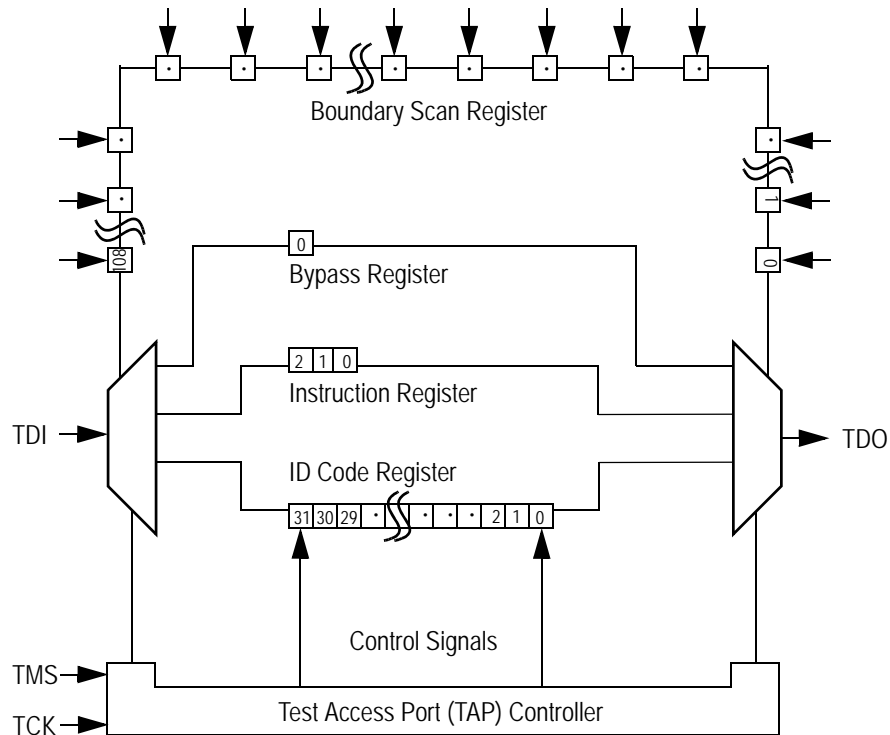 Boundary Scan Register
1
108
0
0
Bypass Register
2 1 0
Instruction Register
TDI
TDO
ID Code Register
31 30 29 · · · · 2 1 0
Control Signals
TMS
Test Access Port (TAP) Controller
TCK